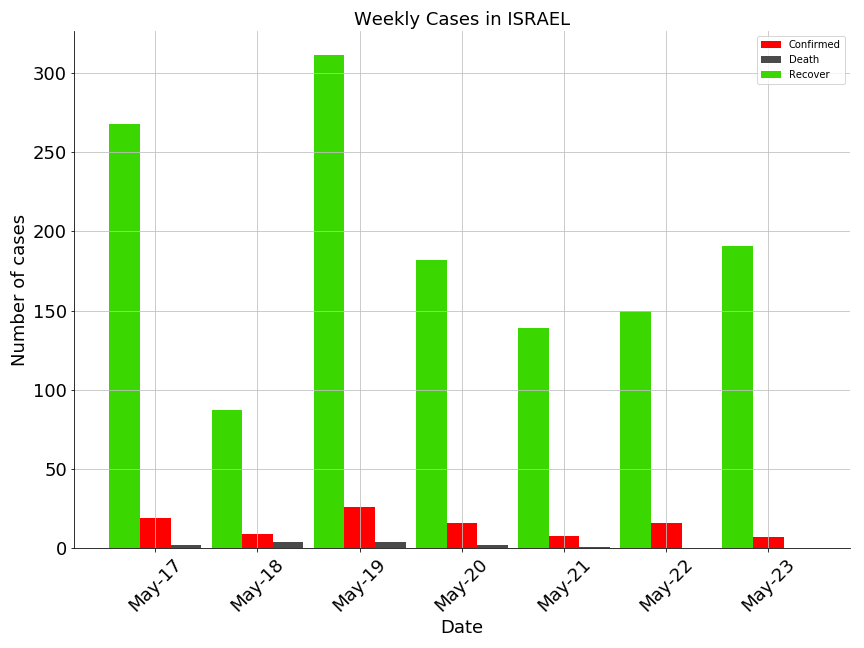 Weekly Cases in ISRAEL
Confirmed
Death
Recover
Number of cases
300
250
200
150
100
50
0
May-17
May-18
May-19
May-20
May-21
May-22
May-23
Date